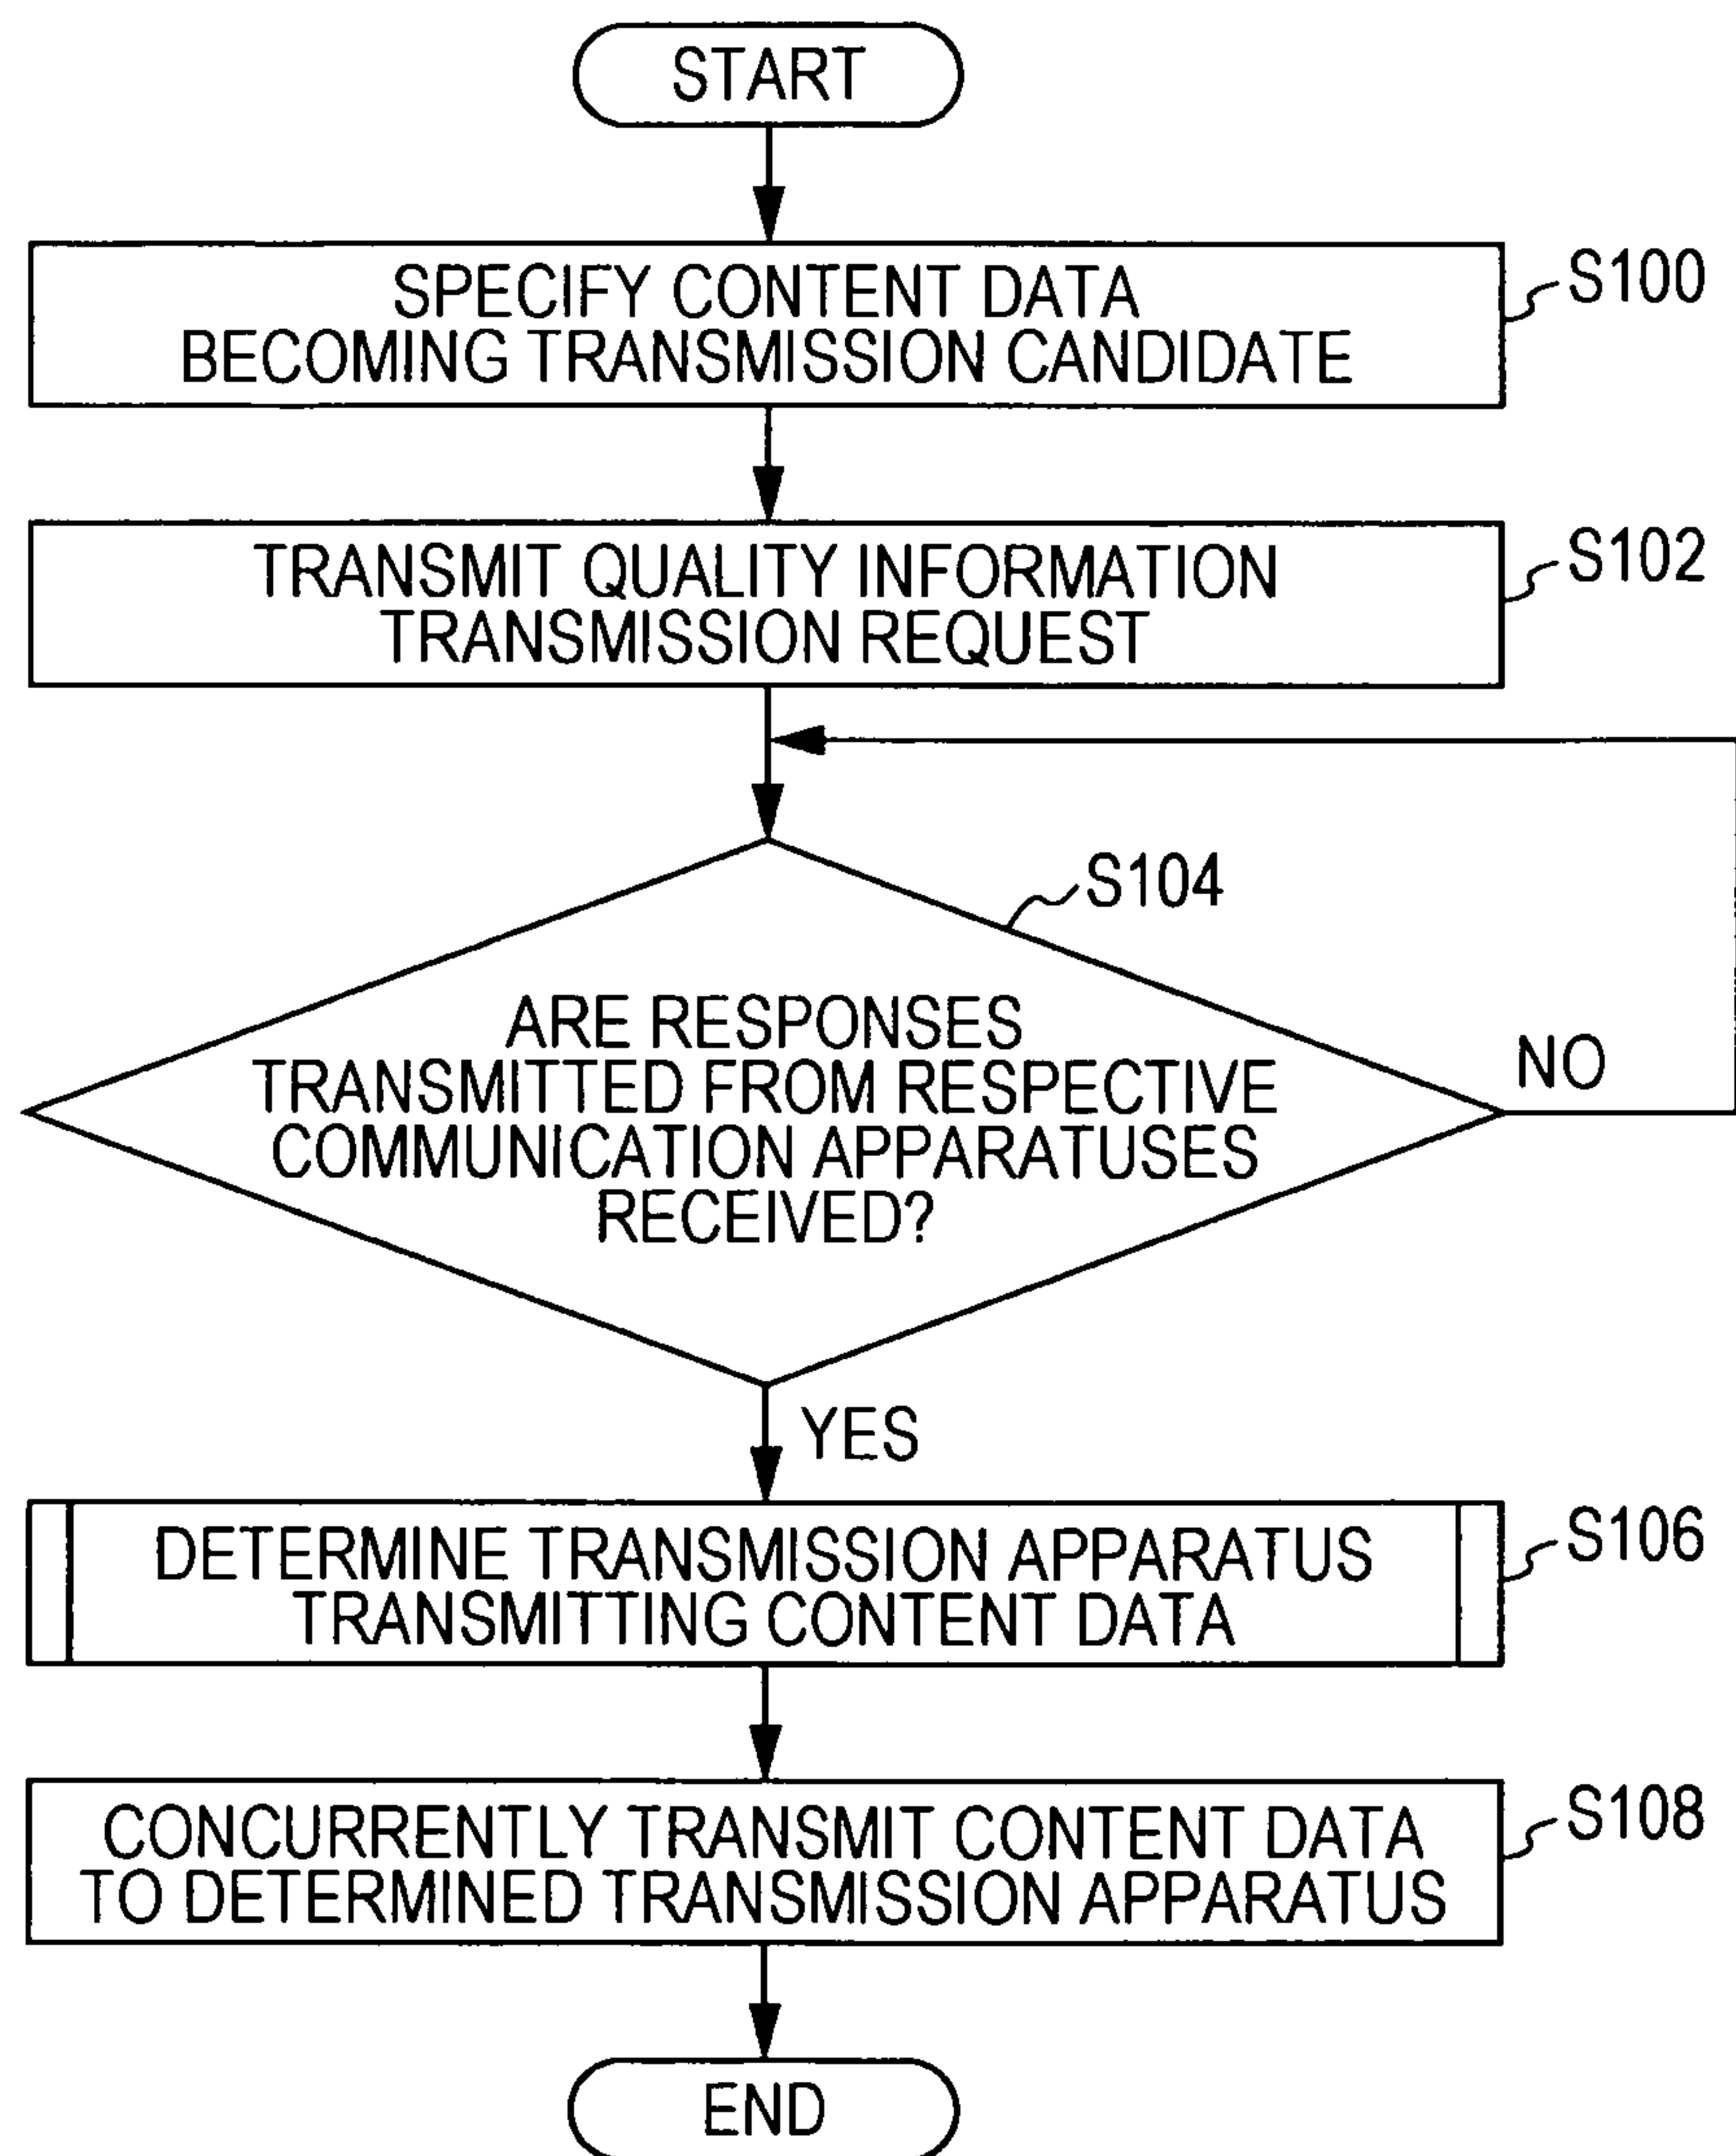 START
SPECIFY CONTENT DATA
BECOMING TRANSMISSION CANDIDATE
S100
TRANSMIT QUALITY INFORMATION
TRANSMISSION REQUEST
S102
S104
ARE RESPONSES
TRANSMITTED FROM RESPECTIVE
COMMUNICATION APPARATUSES
RECEIVED?
NO
YES
DETERMINE TRANSMISSION APPARATUS
TRANSMITTING CONTENT DATA
S106
CONCURRENTLY TRANSMIT CONTENT DATA
TO DETERMINED TRANSMISSION APPARATUS
S108
END